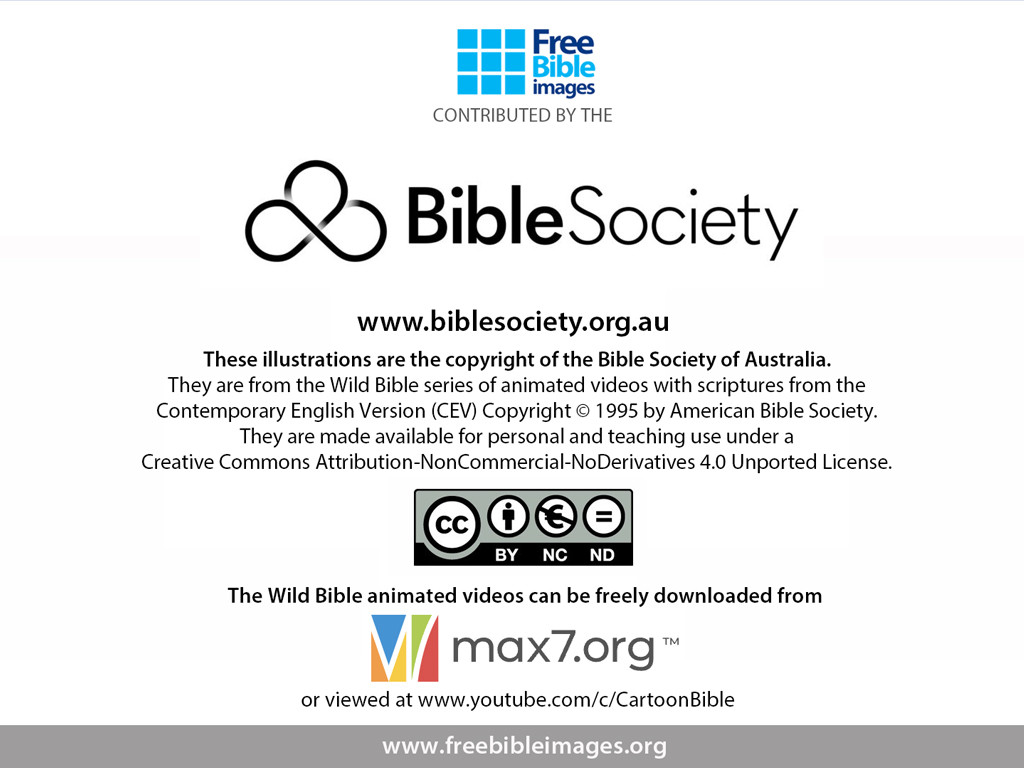 Free
Bible
images
CONTRIBUTED BY THE
BibleSociety
www.biblesociety.org.au
These illustrations are the copyright of the Bible Society of Australia.
They are from the Wild Bible series of animated videos with scriptures from the
Contemporary English Version (CEV) Copyright © 1995 by American Bible Society.
They are made available for personal and teaching use under a
Creative Commons Attribution-NonCommercial-NoDerivatives 4.0 Unported License.
cc
BY NC ND
The Wild Bible animated videos can be freely downloaded from
max7.org™
or viewed at www.youtube.com/c/CartoonBible
www.freebibleimages.org